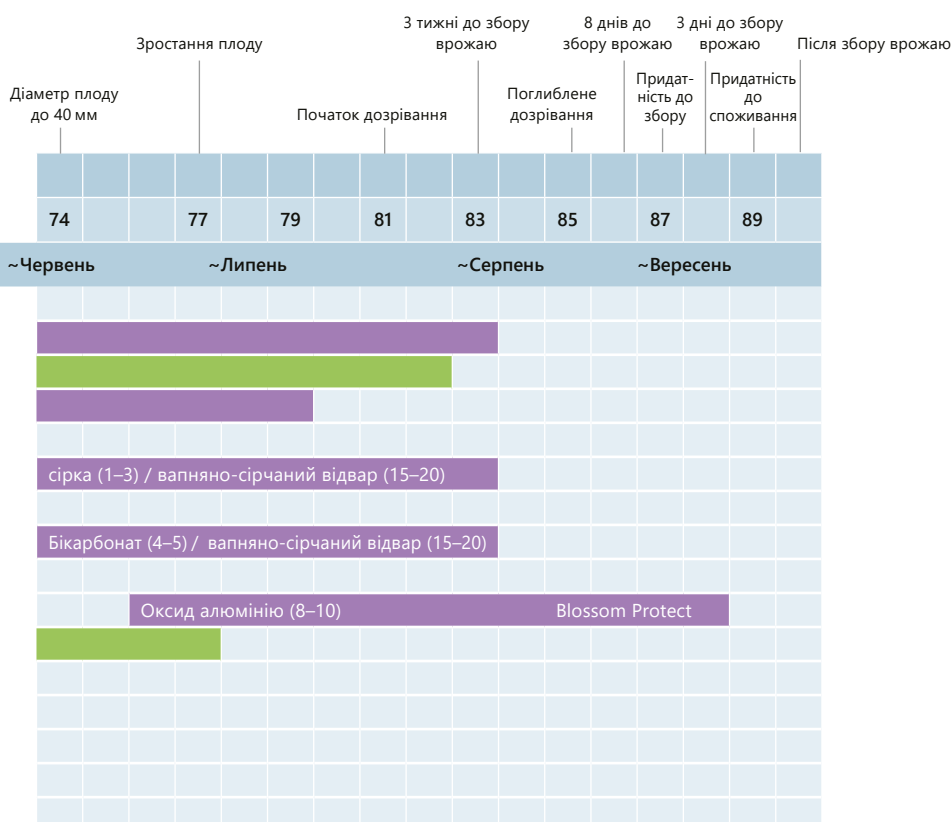 3 тижні до збору
врожаю
8 днів до
збору врожаю
3 дні до збору
врожаю
Після збору врожаю
Зростання плоду
Діаметр плоду
до 40 мм
Початок дозрівання
Поглиблене
дозрівання
Придат-
ність до
збору
Придатність
до
споживання
74 77 79 81 83 85 87 89
~Червень ~Липень ~Серпень ~Вересень
сірка (1–3) / вапняно-сірчаний відвар (15–20)
Бікарбонат (4–5) / вапняно-сірчаний відвар (15–20)
Оксид алюмінію (8–10) Blossom Protect